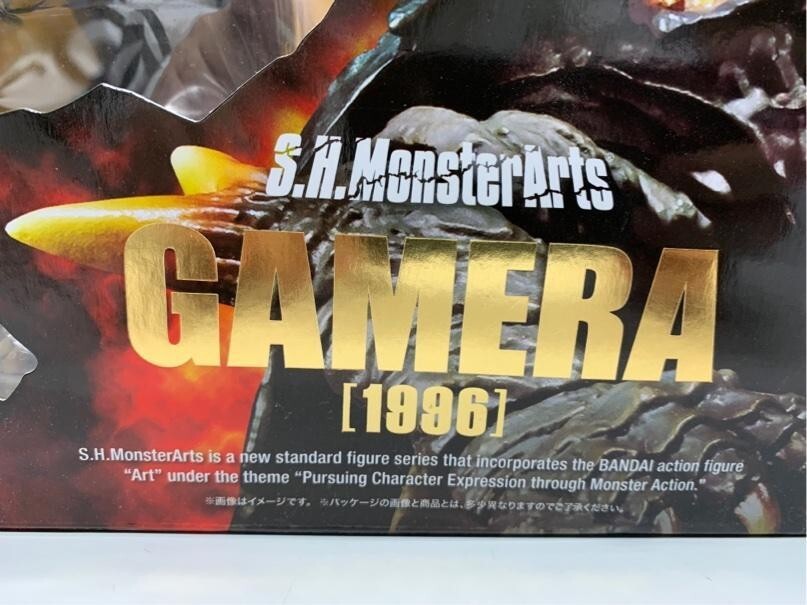 S.H.MonsterArts
GAMERA
[1996]
S.H.MonsterArts is a new standard figure series that incorporates the BANDAI action figure
“Art” under the theme “Pursuing Character Expression through Monster Action.”
※画像はイメージです。 ※パッケージの画像と商品とは、多少異なりますのでご了承ください。